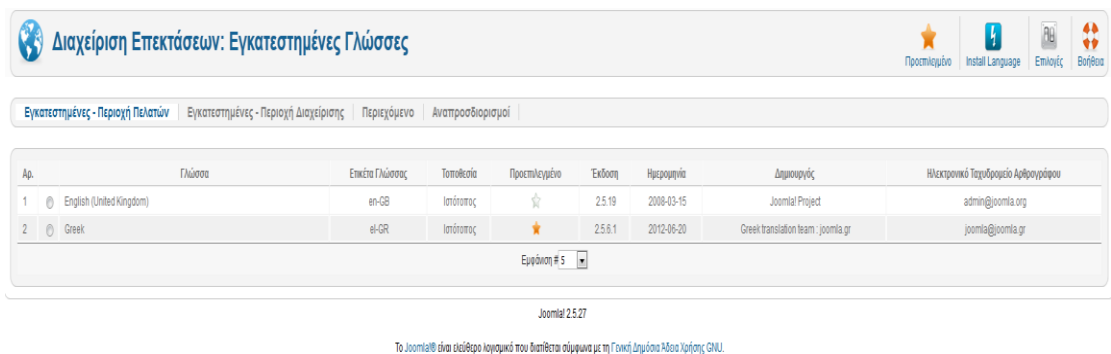 Διαχείριση Επεκτάσεων: Εγκατεστημένες Γλώσσες
Προεπιλεγμένο Install Language Επιλογές Βοήθεια
Εγκατεστημένες - Περιοχή Πελατών Εγκατεστημένες - Περιοχή Διαχείρισης Περιεχόμενο Αναπροσδιορισμοί
Αρ. Γλώσσα Ετικέτα Γλώσσας Τοποθεσία Προεπιλεγμένο Έκδοση Ημερομηνία Δημιουργός Ηλεκτρονικό Ταχυδρομείο Αρθρογράφου
1 English (United Kingdom) en-GB Ιστότοπος 2.5.19 2008-03-15 Joomla! Project admin@joomla.org
2 Greek el-GR Ιστότοπος 2.5.6.1 2012-06-20 Greek translation team : joomla.gr joomla@joomla.gr
Εμφάνιση # 5
Joomla! 2.5.27
Το Joomla!® είναι ελεύθερο λογισμικό που διατίθεται σύμφωνα με τη Γενική Δημόσια Άδεια Χρήσης GNU.